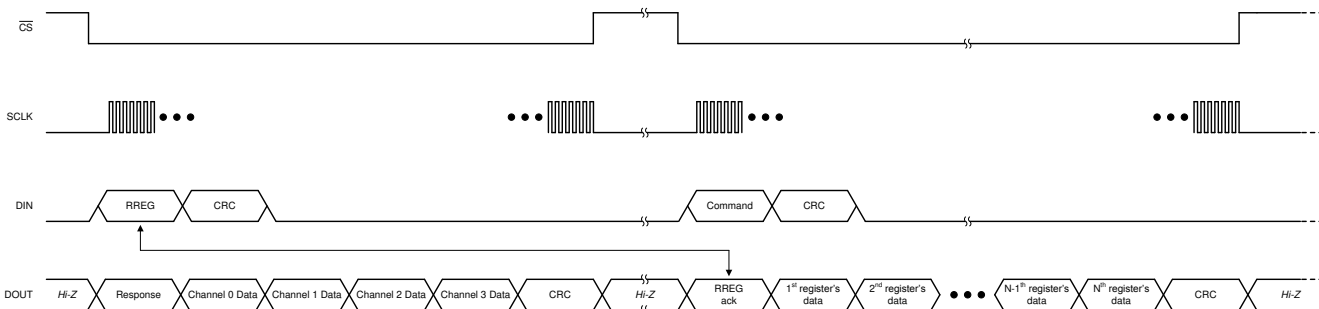 CS
SCLK
DIN
RREG
CRC
Command
CRC
DOUT
Hi-Z
Response
Channel 0 Data
Channel 1 Data
Channel 2 Data
Channel 3 Data
CRC
Hi-Z
RREG
ack
1st register's
data
2nd register's
data
N-1th register's
data
Nth register's
data
CRC
Hi-Z